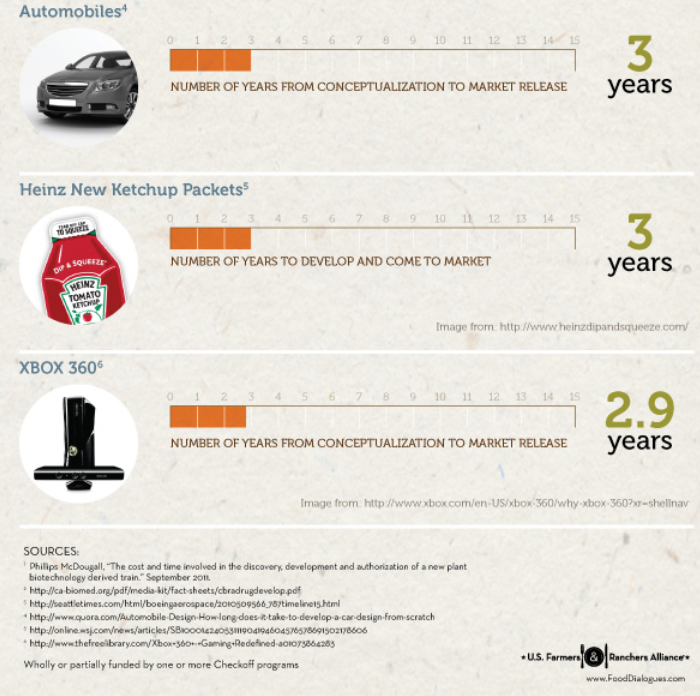 Automobiles⁴
0 1 2 3 4 5 6 7 8 9 10 11 12 13 14 15
NUMBER OF YEARS FROM CONCEPTUALIZATION TO MARKET RELEASE
3
years
Heinz New Ketchup Packets⁵
TO SQUEEZE
DIP & SQUEEZE
HEINZ
TOMATO
KETCHUP
0 1 2 3 4 5 6 7 8 9 10 11 12 13 14 15
NUMBER OF YEARS TO DEVELOP AND COME TO MARKET
3
years
Image from: http://www.heinzdipandsqueeze.com/
XBOX 360⁶
0 1 2 3 4 5 6 7 8 9 10 11 12 13 14 15
NUMBER OF YEARS FROM CONCEPTUALIZATION TO MARKET RELEASE
2.9
years
Image from: http://www.xbox.com/en-US/xbox-360/why-xbox-360?xr=shellnav
SOURCES:
¹ Phillips McDougall, "The cost and time involved in the discovery, development and authorization of a new plant
biotechnology derived train." September 2011.
² http://ca-biomed.org/pdf/media-kit/fact-sheets/cbradrugdevelop.pdf
³ http://seattletimes.com/html/boeingaerospace/2010509566_787timeline15.html
⁴ http://www.quora.com/Automobile-Design-How-long-does-it-take-to-develop-a-car-design-from-scratch
⁵ http://online.wsj.com/news/articles/SB10001424053111904194604576578691502178606
⁶ http://www.thefreelibrary.com/Xbox+360+-+Gaming+Redefined-a01073864283
Wholly or partially funded by one or more Checkoff programs
U.S. Farmers & Ranchers Alliance
www.FoodDialogues.com